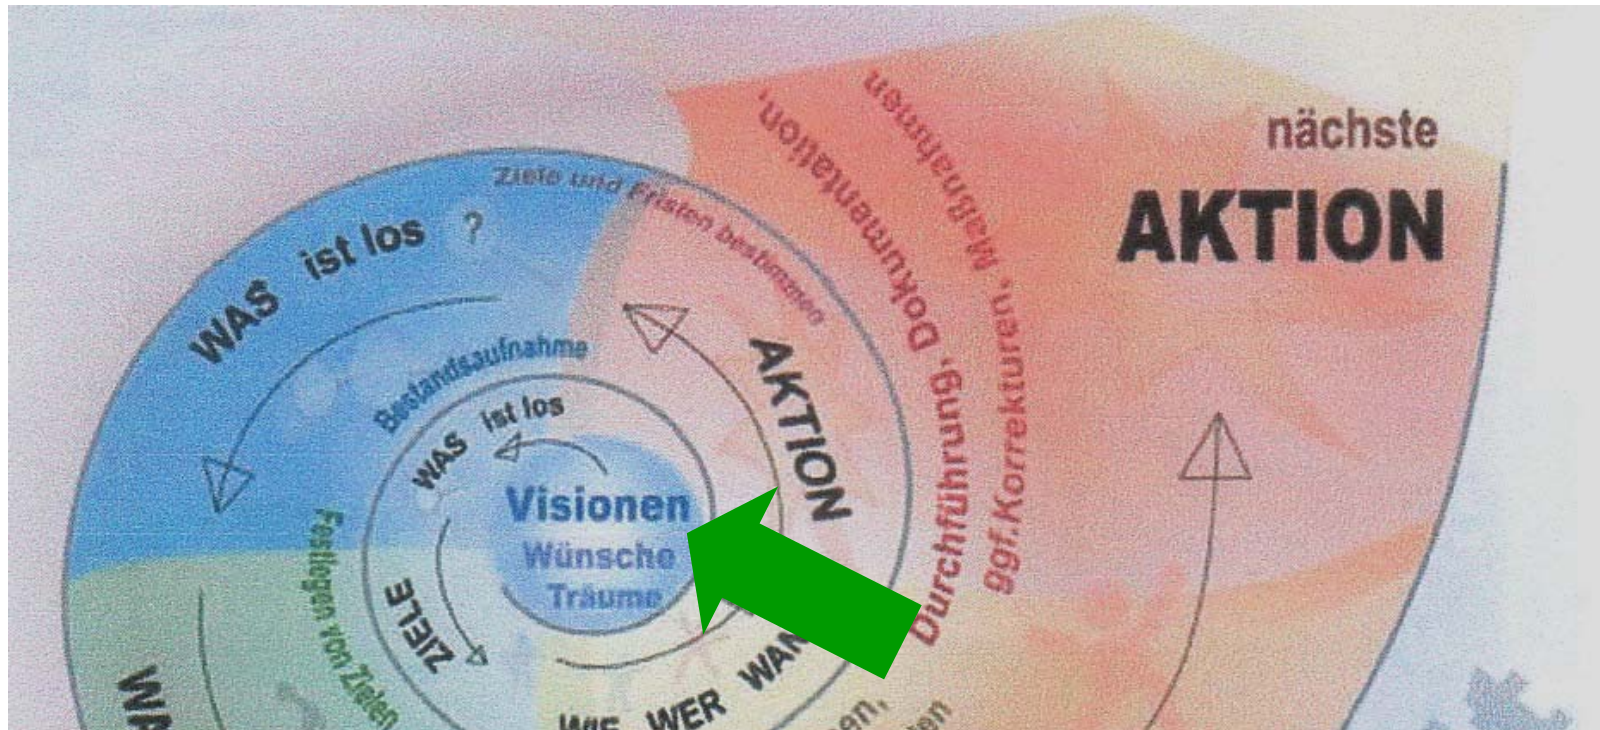 nächste
AKTION
Durchführung, Dokumentation,
ggf.Korrekturen, Maßnahmen
Ziele und Fristen bestimmen
WAS ist los ?
AKTION
Bestandsaufnahme
WAS ist los
Visionen
Wünsche
Träume
ZIELE
Festlegen von Zielen
WIE WER